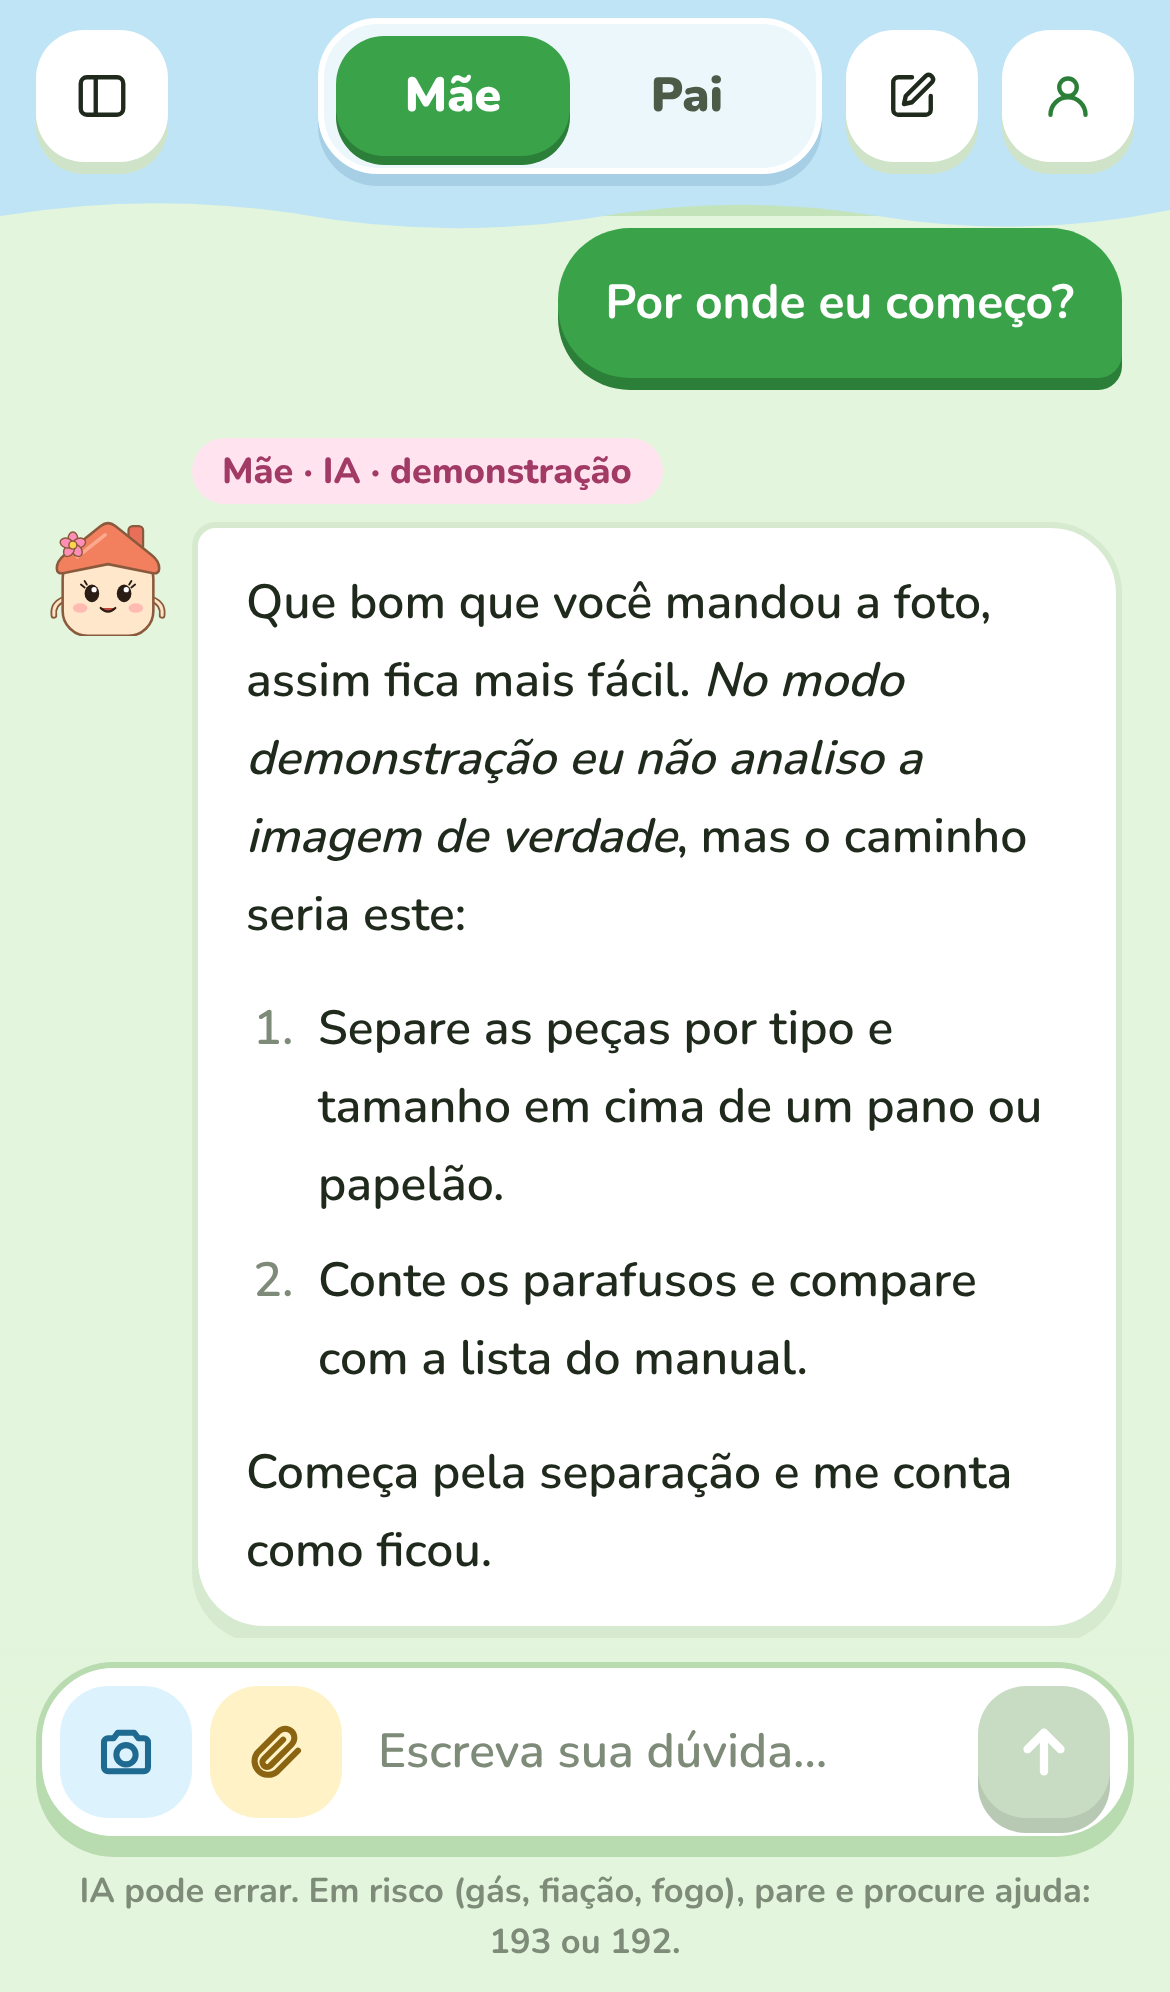 Mãe
Pai
Por onde eu começo?
Mãe · IA · demonstração
Que bom que você mandou a foto,
assim fica mais fácil. No modo
demonstração eu não analiso a
imagem de verdade, mas o caminho
seria este:
1. Separe as peças por tipo e
tamanho em cima de um pano ou
papelão.
2. Conte os parafusos e compare
com a lista do manual.
Começa pela separação e me conta
como ficou.
Escreva sua dúvida...
IA pode errar. Em risco (gás, fiação, fogo), pare e procure ajuda:
193 ou 192.